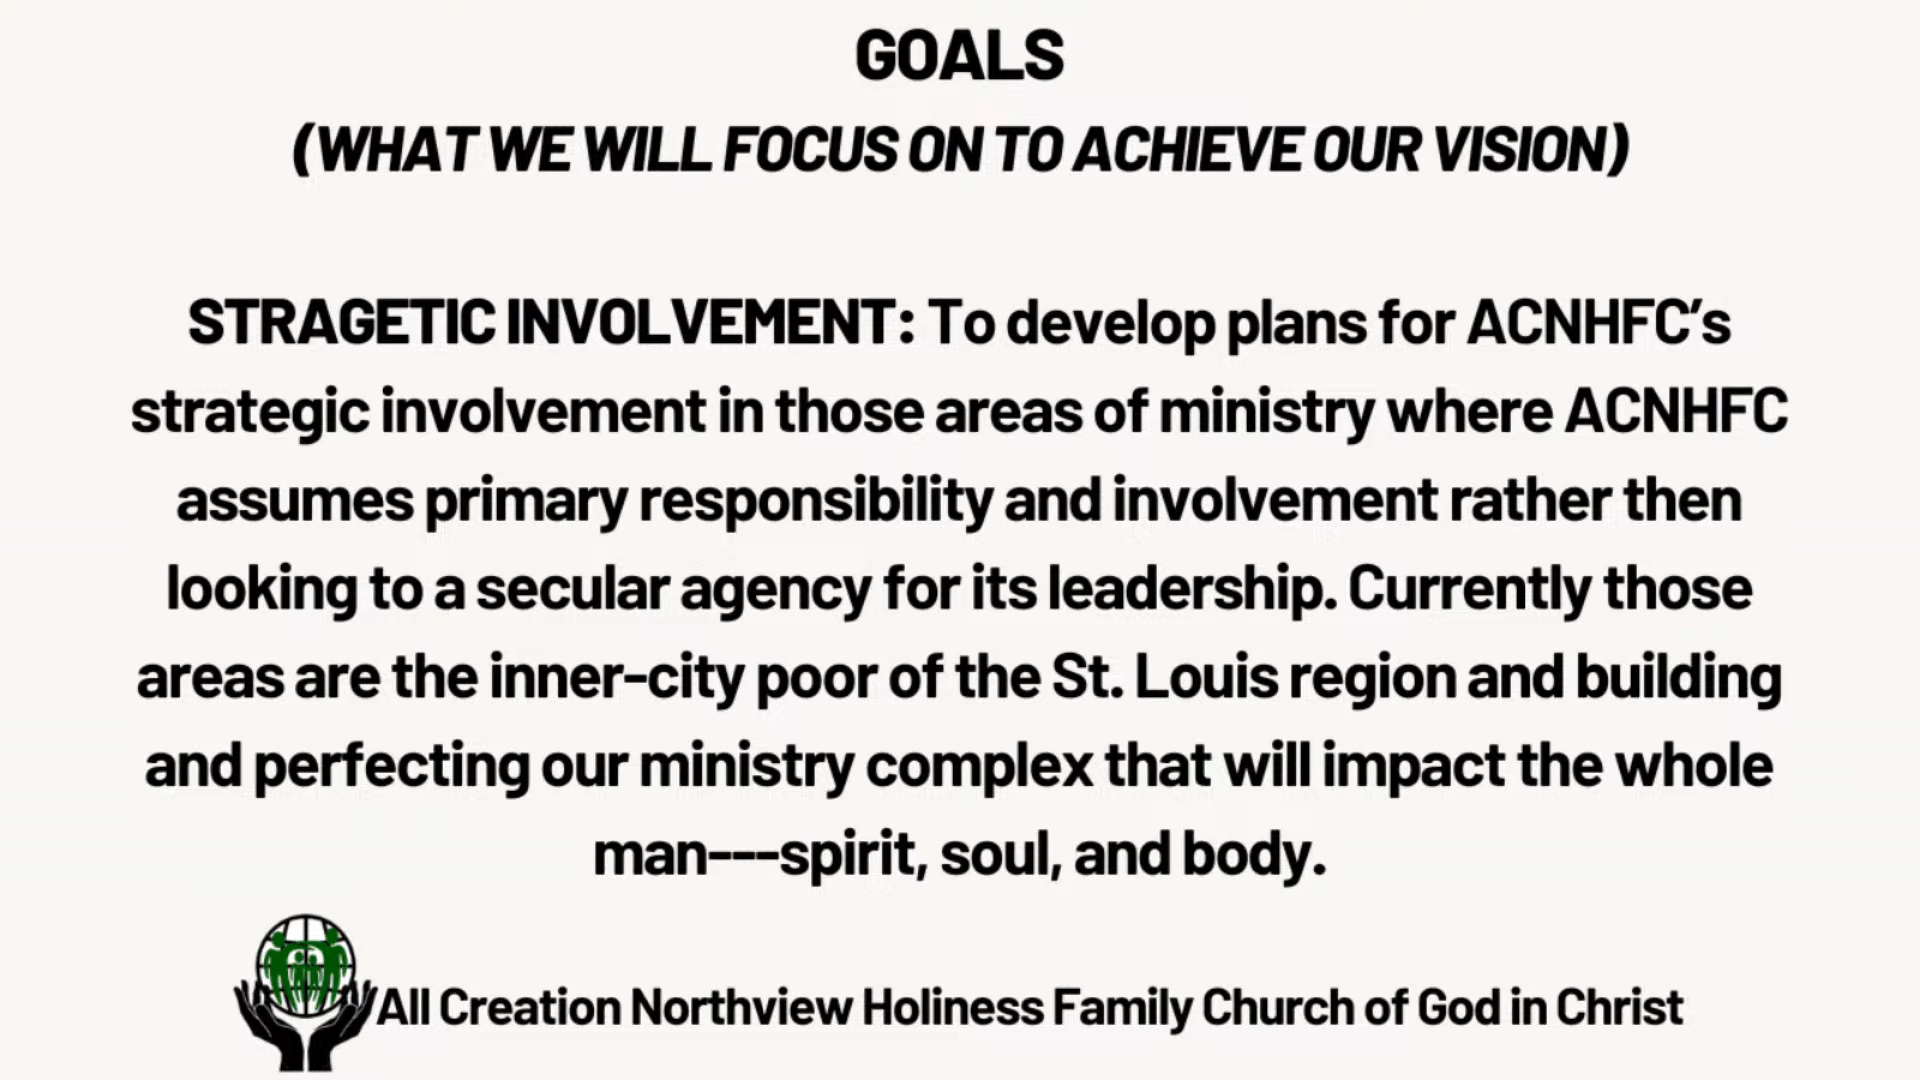 GOALS
(WHAT WE WILL FOCUS ON TO ACHIEVE OUR VISION)
STRAGETIC INVOLVEMENT: To develop plans for ACNHFC’s
strategic involvement in those areas of ministry where ACNHFC
assumes primary responsibility and involvement rather then
looking to a secular agency for its leadership. Currently those
areas are the inner-city poor of the St. Louis region and building
and perfecting our ministry complex that will impact the whole
man---spirit, soul, and body.
All Creation Northview Holiness Family Church of God in Christ